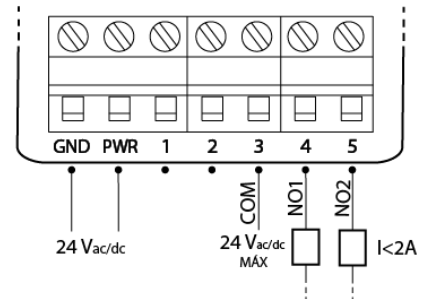 GND PWR 1 2 3 4 5
COM NO1 NO2
24 Vac/dc 24 Vac/dc I<2A
MÁX